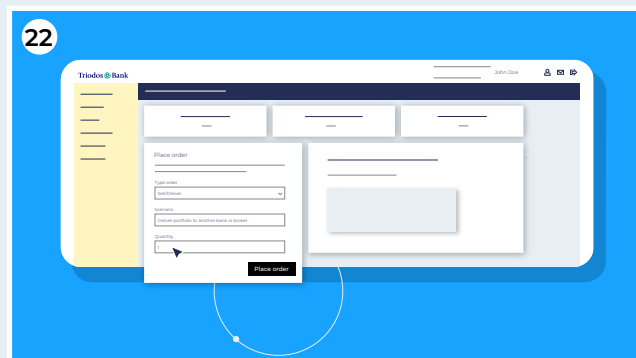 22
Triodos Bank
John Doe
Place order
Type order
Sell/Deliver
Scenario
Deliver portfolio to another bank or broker
Quantity
1
Place order